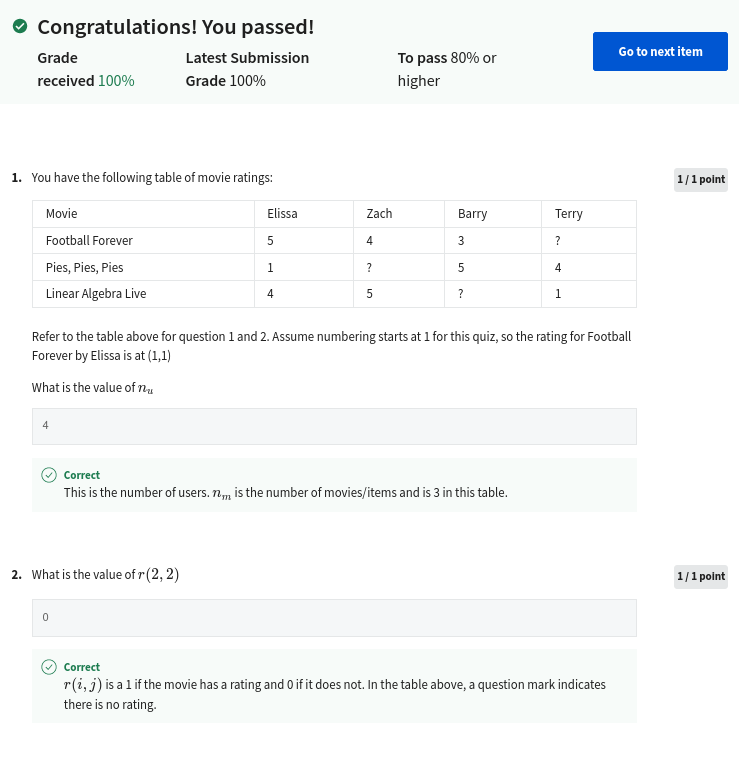 Congratulations! You passed!
Grade received 100%
Latest Submission Grade 100%
To pass 80% or higher
Go to next item
1. You have the following table of movie ratings:
1 / 1 point
Movie Elissa Zach Barry Terry
Football Forever 5 4 3 ?
Pies, Pies, Pies 1 ? 5 4
Linear Algebra Live 4 5 ? 1
Refer to the table above for question 1 and 2. Assume numbering starts at 1 for this quiz, so the rating for Football
Forever by Elissa is at (1,1)
What is the value of n_u
4
Correct
This is the number of users. n_m is the number of movies/items and is 3 in this table.
2. What is the value of r(2, 2)
1 / 1 point
0
Correct
r(i, j) is a 1 if the movie has a rating and 0 if it does not. In the table above, a question mark indicates
there is no rating.